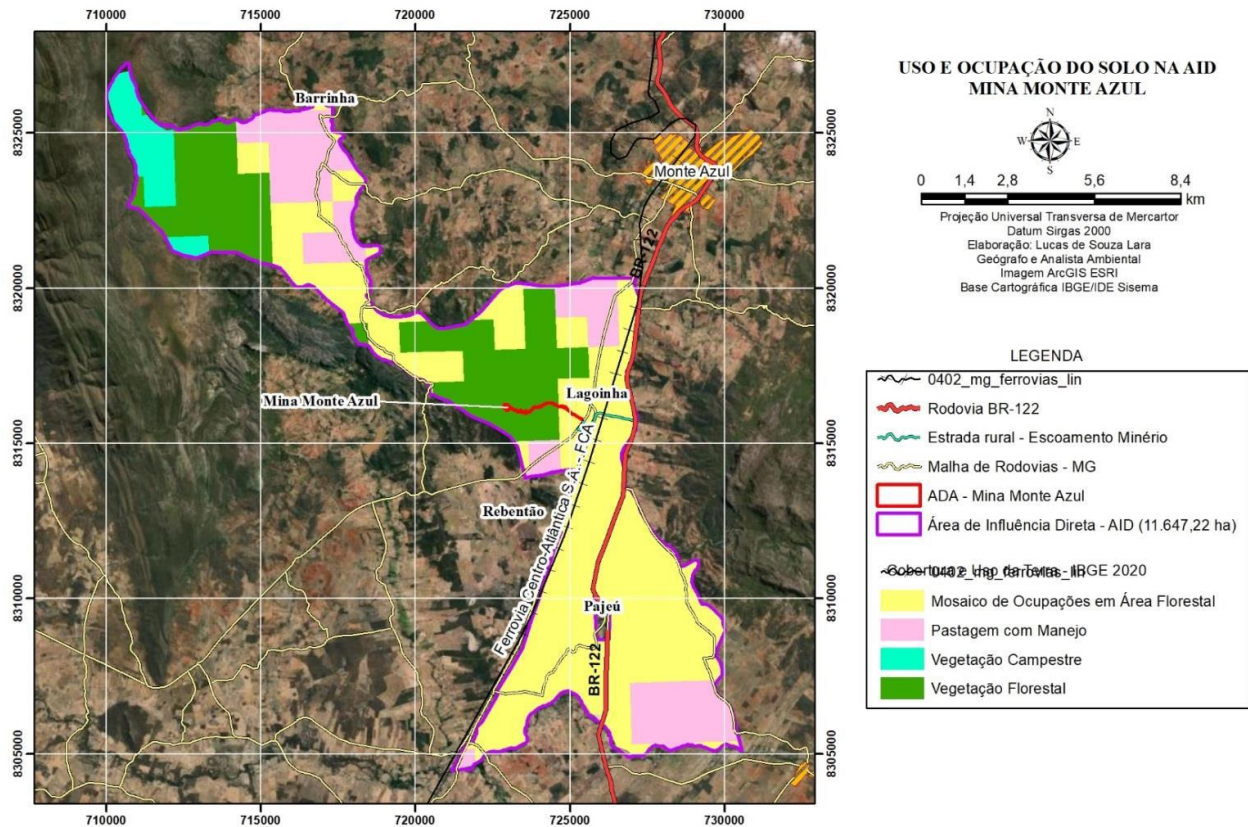 710000 715000 720000 725000 730000
8325000
8320000
8315000
8310000
8305000
Barrinha
Monte Azul
BR-122
Lagoinha
Mina Monte Azul
Rebentão
Ferrovia Centro-Atlântica S.A. - FCA
Pajeú
BR-122
8325000
8320000
8315000
8310000
8305000
710000 715000 720000 725000 730000
USO E OCUPAÇÃO DO SOLO NA AID
MINA MONTE AZUL
N
W E
S
0 1,4 2,8 5,6 8,4
km
Projeção Universal Transversa de Mercartor
Datum Sirgas 2000
Elaboração: Lucas de Souza Lara
Geógrafo e Analista Ambiental
Imagem ArcGIS ESRI
Base Cartográfica IBGE/IDE Sisema
LEGENDA
0402_mg_ferrovias_lin
Rodovia BR-122
Estrada rural - Escoamento Minério
Malha de Rodovias - MG
ADA - Mina Monte Azul
Área de Influência Direta - AID (11.647,22 ha)
Cobertura e Uso da Terra - IBGE 2020
0402_mg_ferrovias_lin
Mosaico de Ocupações em Área Florestal
Pastagem com Manejo
Vegetação Campestre
Vegetação Florestal